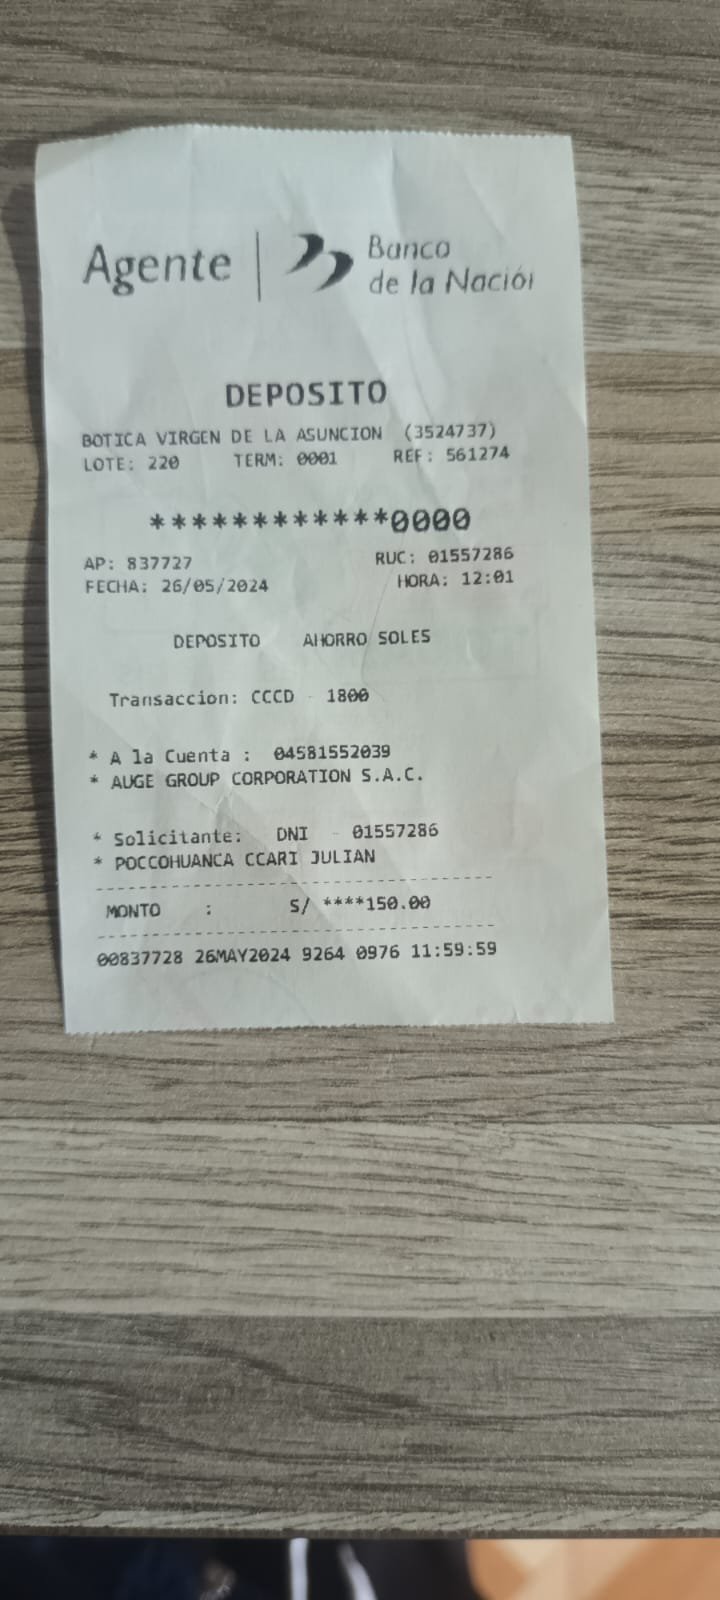 Agente | Banco
de la Nación
DEPOSITO
BOTICA VIRGEN DE LA ASUNCION (3524737)
LOTE: 220 TERM: 0001 REF: 561274
************0000
AP: 837727 RUC: 01557286
FECHA: 26/05/2024 HORA: 12:01
DEPOSITO AHORRO SOLES
Transaccion: CCCD - 1800
* A la Cuenta : 04581552039
* AUGE GROUP CORPORATION S.A.C.
* Solicitante: DNI - 01557286
* POCCOHUANCA CCARI JULIAN
MONTO : S/ ****150.00
00837728 26MAY2024 9264 0976 11:59:59